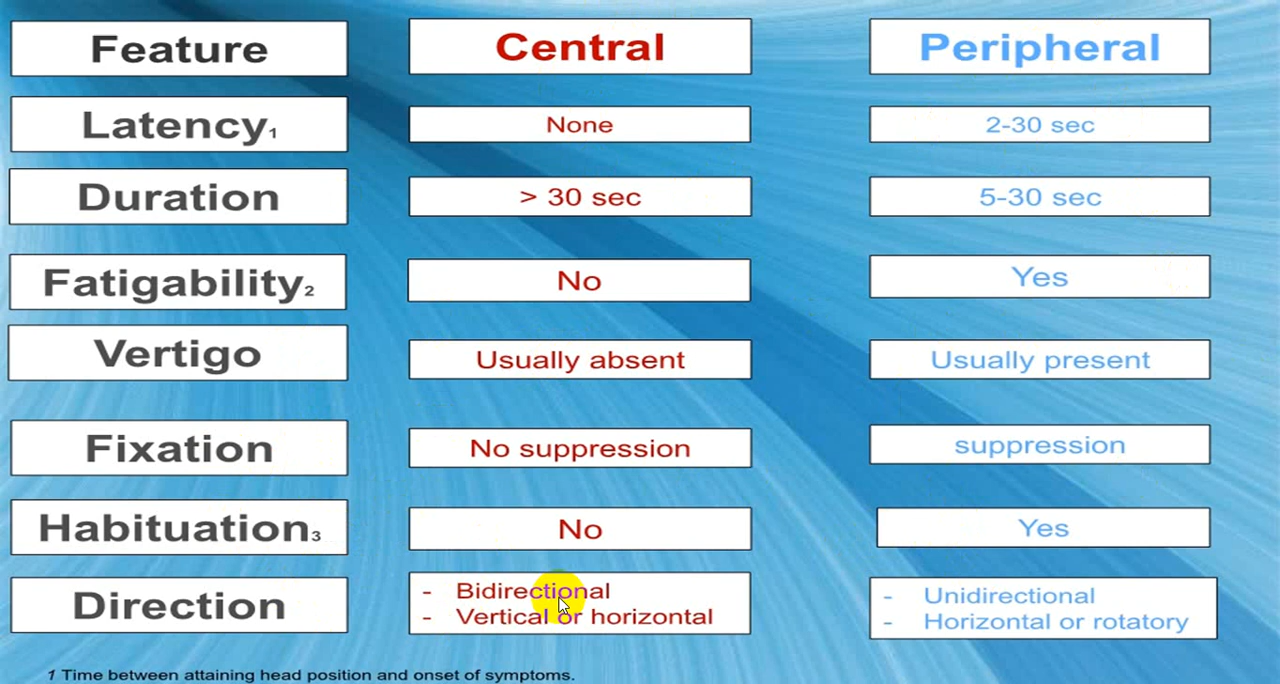 Feature Central Peripheral
Latency1 None 2-30 sec
Duration > 30 sec 5-30 sec
Fatigability2 No Yes
Vertigo Usually absent Usually present
Fixation No suppression suppression
Habituation3 No Yes
Direction
- Bidirectional
- Vertical or horizontal
- Unidirectional
- Horizontal or rotatory
1 Time between attaining head position and onset of symptoms.